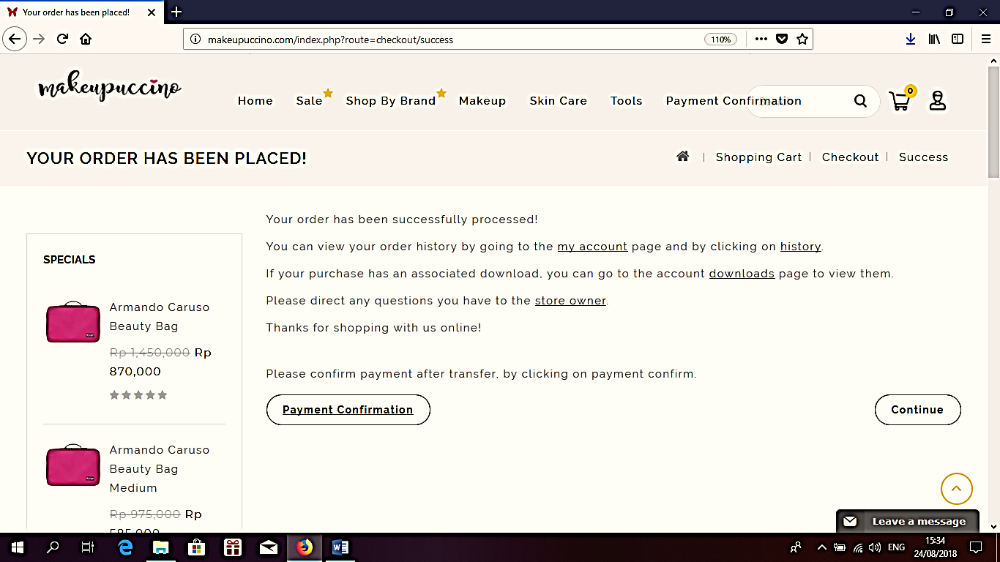 Your order has been placed!
makeupuccino.com/index.php?route=checkout/success
110%
makeupuccino
Home
Sale
Shop By Brand
Makeup
Skin Care
Tools
Payment Confirmation
0
YOUR ORDER HAS BEEN PLACED!
| Shopping Cart | Checkout | Success
Your order has been successfully processed!
You can view your order history by going to the my account page and by clicking on history.
If your purchase has an associated download, you can go to the account downloads page to view them.
Please direct any questions you have to the store owner.
Thanks for shopping with us online!
Please confirm payment after transfer, by clicking on payment confirm.
Payment Confirmation
Continue
SPECIALS
Armando Caruso
Beauty Bag
Rp 1,450,000 Rp
870,000
Armando Caruso
Beauty Bag
Medium
Rp 975,000 Rp
Leave a message
ENG
15:34
24/08/2018